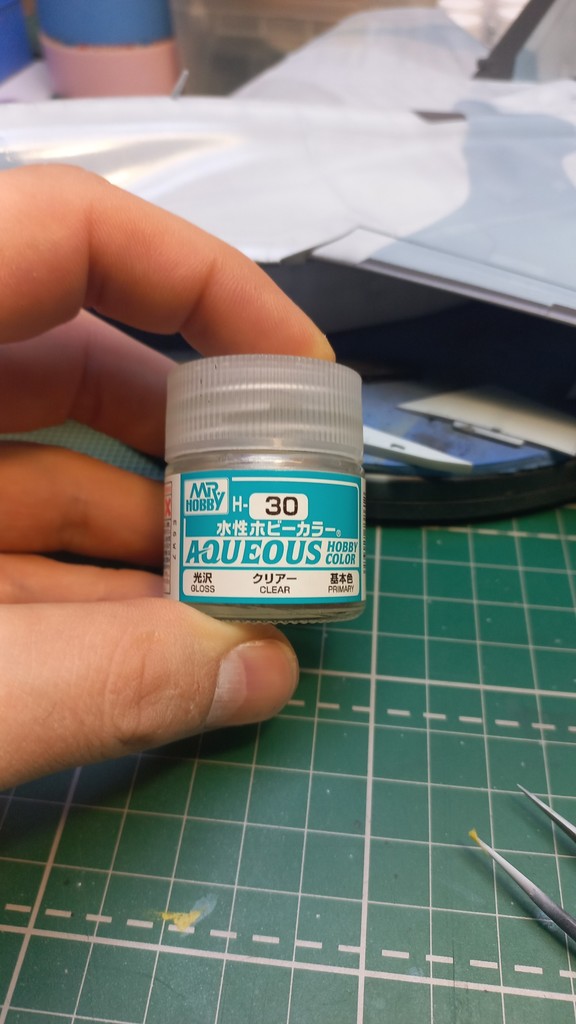 MR HOBBY
H-30
水性ホビーカラー®
AQUEOUS HOBBY COLOR
光沢 クリアー 基本色
GLOSS CLEAR PRIMARY